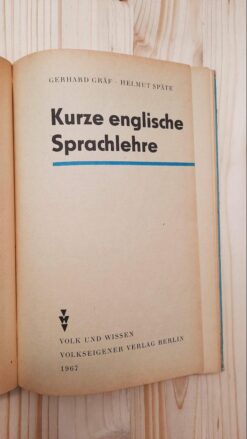 GERHARD GRÄF · HELMUT SPÄTE
Kurze englische
Sprachlehre
VOLK UND WISSEN
VOLKSEIGENER VERLAG BERLIN
1967